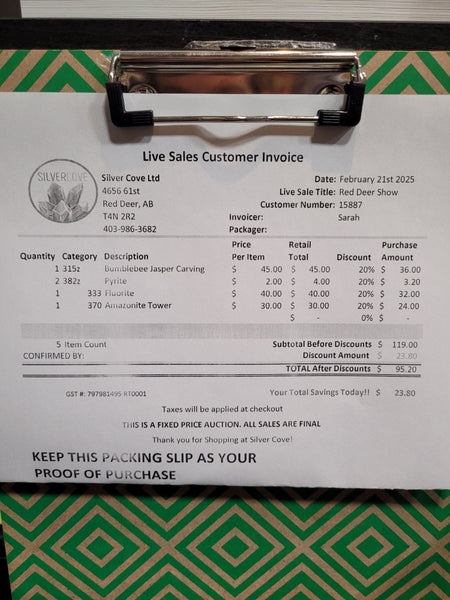 Live Sales Customer Invoice
SILVERCOVE
Silver Cove Ltd
4656 61st
Red Deer, AB
T4N 2R2
403-986-3682
Date: February 21st 2025
Live Sale Title: Red Deer Show
Customer Number: 15887
Invoicer: Sarah
Packager:
Quantity Category Description Price Per Item Retail Total Discount Purchase Amount
1 315z Bumblebee Jasper Carving $ 45.00 $ 45.00 20% $ 36.00
2 382z Pyrite $ 2.00 $ 4.00 20% $ 3.20
1 333 Fluorite $ 40.00 $ 40.00 20% $ 32.00
1 370 Amazonite Tower $ 30.00 $ 30.00 20% $ 24.00
$ - 0% $ -
5 Item Count Subtotal Before Discounts $ 119.00
CONFIRMED BY: Discount Amount $ 23.80
TOTAL After Discounts $ 95.20
GST #: 797981495 RT0001 Your Total Savings Today!! $ 23.80
Taxes will be applied at checkout
THIS IS A FIXED PRICE AUCTION. ALL SALES ARE FINAL
Thank you for Shopping at Silver Cove!
KEEP THIS PACKING SLIP AS YOUR
PROOF OF PURCHASE